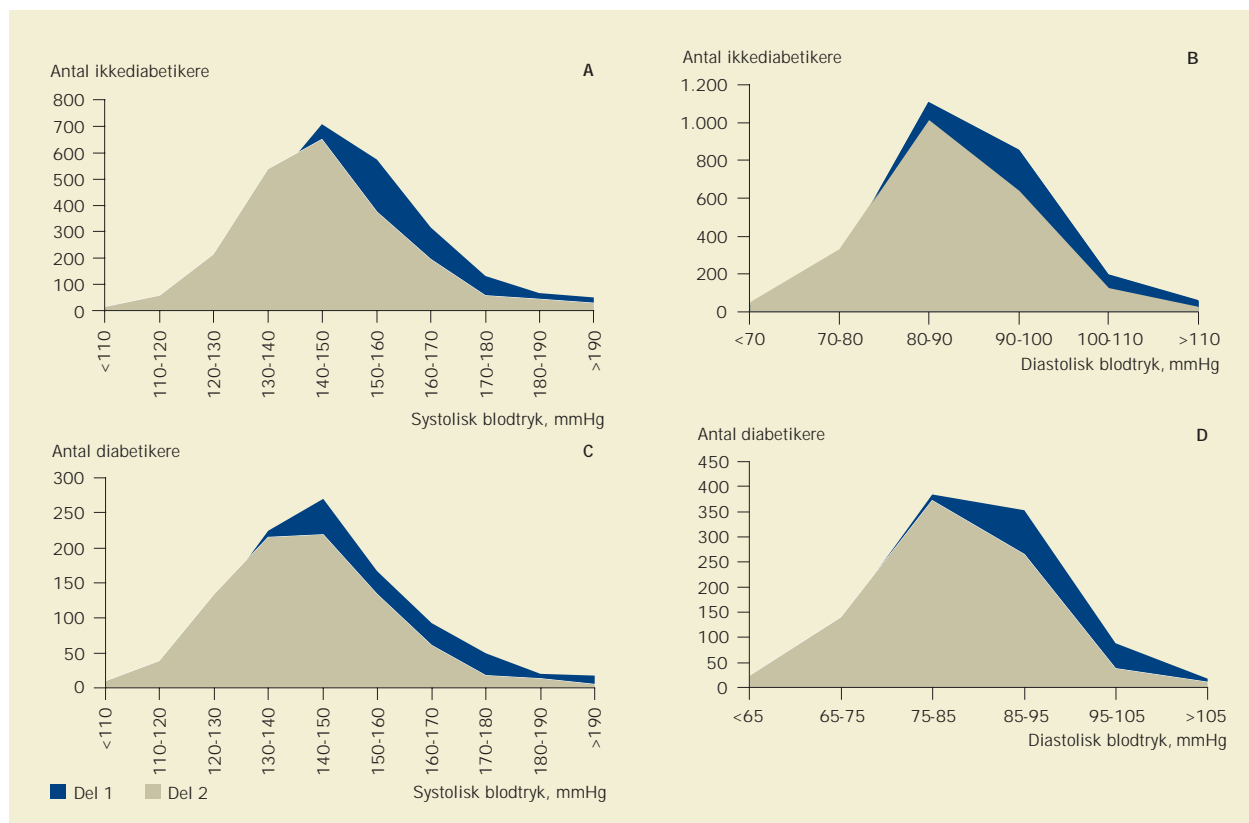 Antal ikkediabetikere A
800
700
600
500
400
300
200
100
0
<110 110-120 120-130 130-140 140-150 150-160 160-170 170-180 180-190 >190
Systolisk blodtryk, mmHg
Antal ikkediabetikere B
1.200
1.000
800
600
400
200
0
<70 70-80 80-90 90-100 100-110 >110
Diastolisk blodtryk, mmHg
Antal diabetikere C
300
250
200
150
100
50
0
<110 110-120 120-130 130-140 140-150 150-160 160-170 170-180 180-190 >190
Systolisk blodtryk, mmHg
Antal diabetikere D
450
400
350
300
250
200
150
100
50
0
<65 65-75 75-85 85-95 95-105 >105
Diastolisk blodtryk, mmHg
Del 1 Del 2